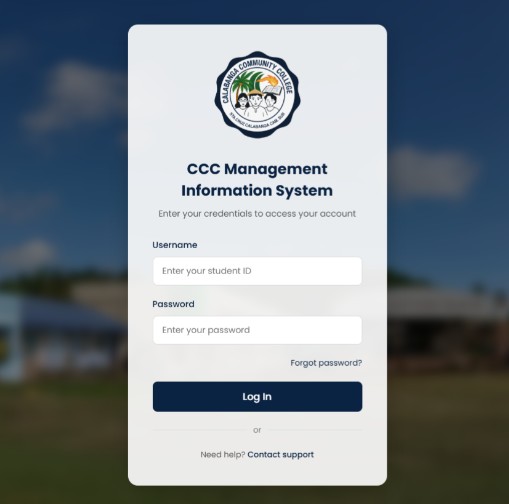 CALABANGA COMMUNITY COLLEGE
CCC Management
Information System
Enter your credentials to access your account
Username
Enter your student ID
Password
Enter your password
Forgot password?
Log In
or
Need help? Contact support